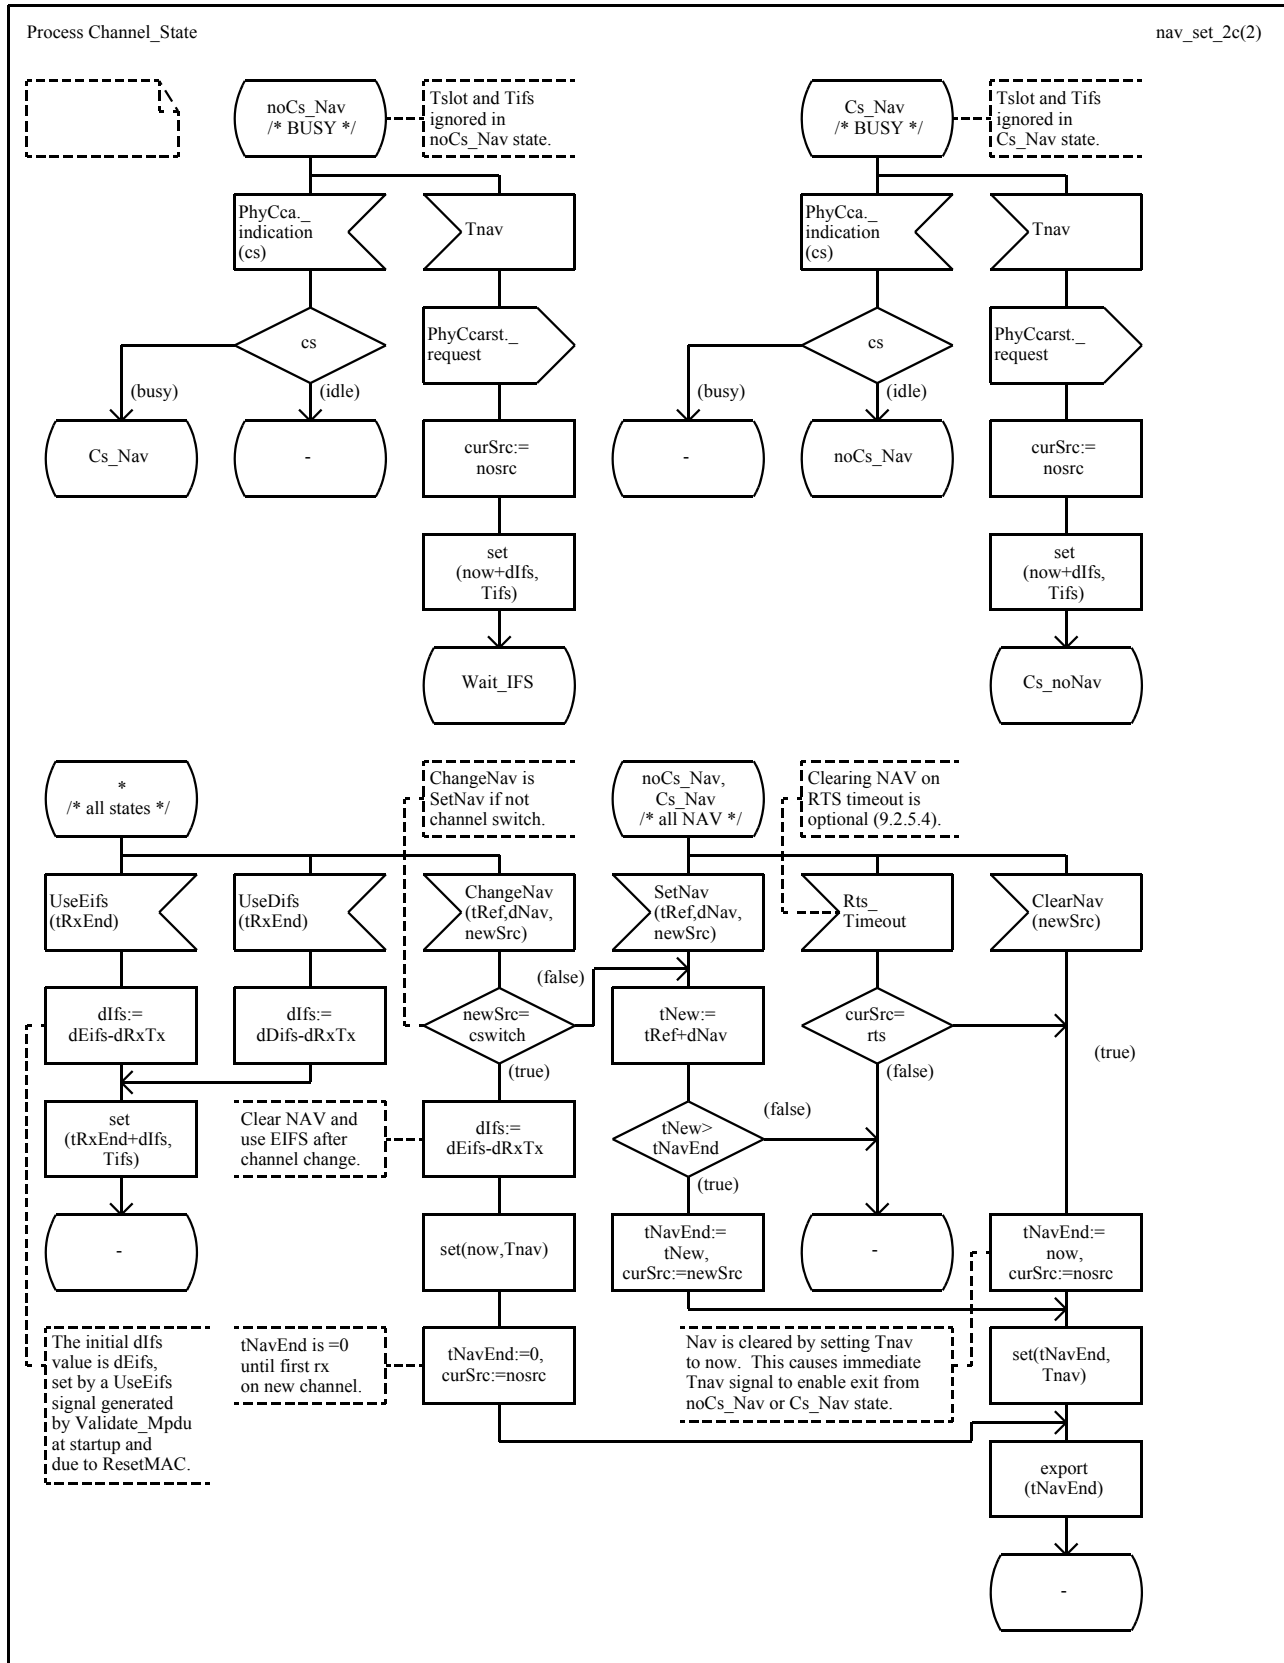 Process Channel_State
nav_set_2c(2)
noCs_Nav
/* BUSY */
Tslot and Tifs
ignored in
noCs_Nav state.
Cs_Nav
/* BUSY */
Tslot and Tifs
ignored in
Cs_Nav state.
PhyCca._
indication
(cs)
Tnav
PhyCca._
indication
(cs)
Tnav
cs
PhyCcarst._
request
cs
PhyCcarst._
request
(busy)
(idle)
(busy)
(idle)
Cs_Nav
-
curSrc:=
nosrc
-
noCs_Nav
curSrc:=
nosrc
set
(now+dIfs,
Tifs)
set
(now+dIfs,
Tifs)
Wait_IFS
Cs_noNav
*
/* all states */
ChangeNav is
SetNav if not
channel switch.
noCs_Nav,
Cs_Nav
/* all NAV */
Clearing NAV on
RTS timeout is
optional (9.2.5.4).
UseEifs
(tRxEnd)
UseDifs
(tRxEnd)
ChangeNav
(tRef,dNav,
newSrc)
SetNav
(tRef,dNav,
newSrc)
Rts_
Timeout
ClearNav
(newSrc)
(false)
dIfs:=
dEifs-dRxTx
dIfs:=
dDifs-dRxTx
newSrc=
cswitch
tNew:=
tRef+dNav
curSrc=
rts
(true)
(true)
(false)
set
(tRxEnd+dIfs,
Tifs)
Clear NAV and
use EIFS after
channel change.
dIfs:=
dEifs-dRxTx
tNew>
tNavEnd
(false)
(true)
-
set(now,Tnav)
tNavEnd:=
tNew,
curSrc:=newSrc
-
tNavEnd:=
now,
curSrc:=nosrc
The initial dIfs
value is dEifs,
set by a UseEifs
signal generated
by Validate_Mpdu
at startup and
due to ResetMAC.
tNavEnd is =0
until first rx
on new channel.
tNavEnd:=0,
curSrc:=nosrc
Nav is cleared by setting Tnav
to now.  This causes immediate
Tnav signal to enable exit from
noCs_Nav or Cs_Nav state.
set(tNavEnd,
Tnav)
export
(tNavEnd)
-